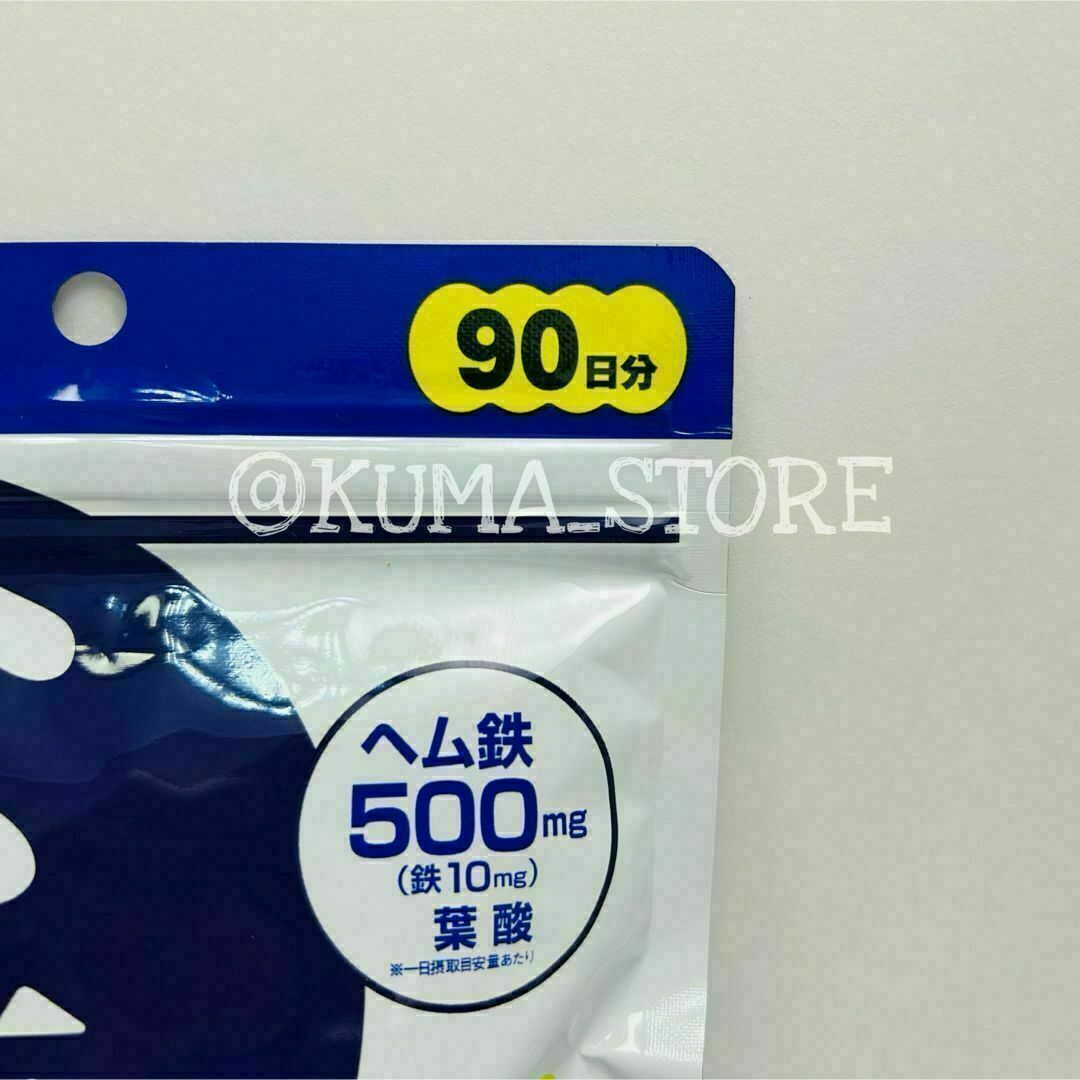 90日分
@KUMA_STORE
ヘム鉄
500mg
(鉄10mg)
葉酸
※一日摂取目安量あたり